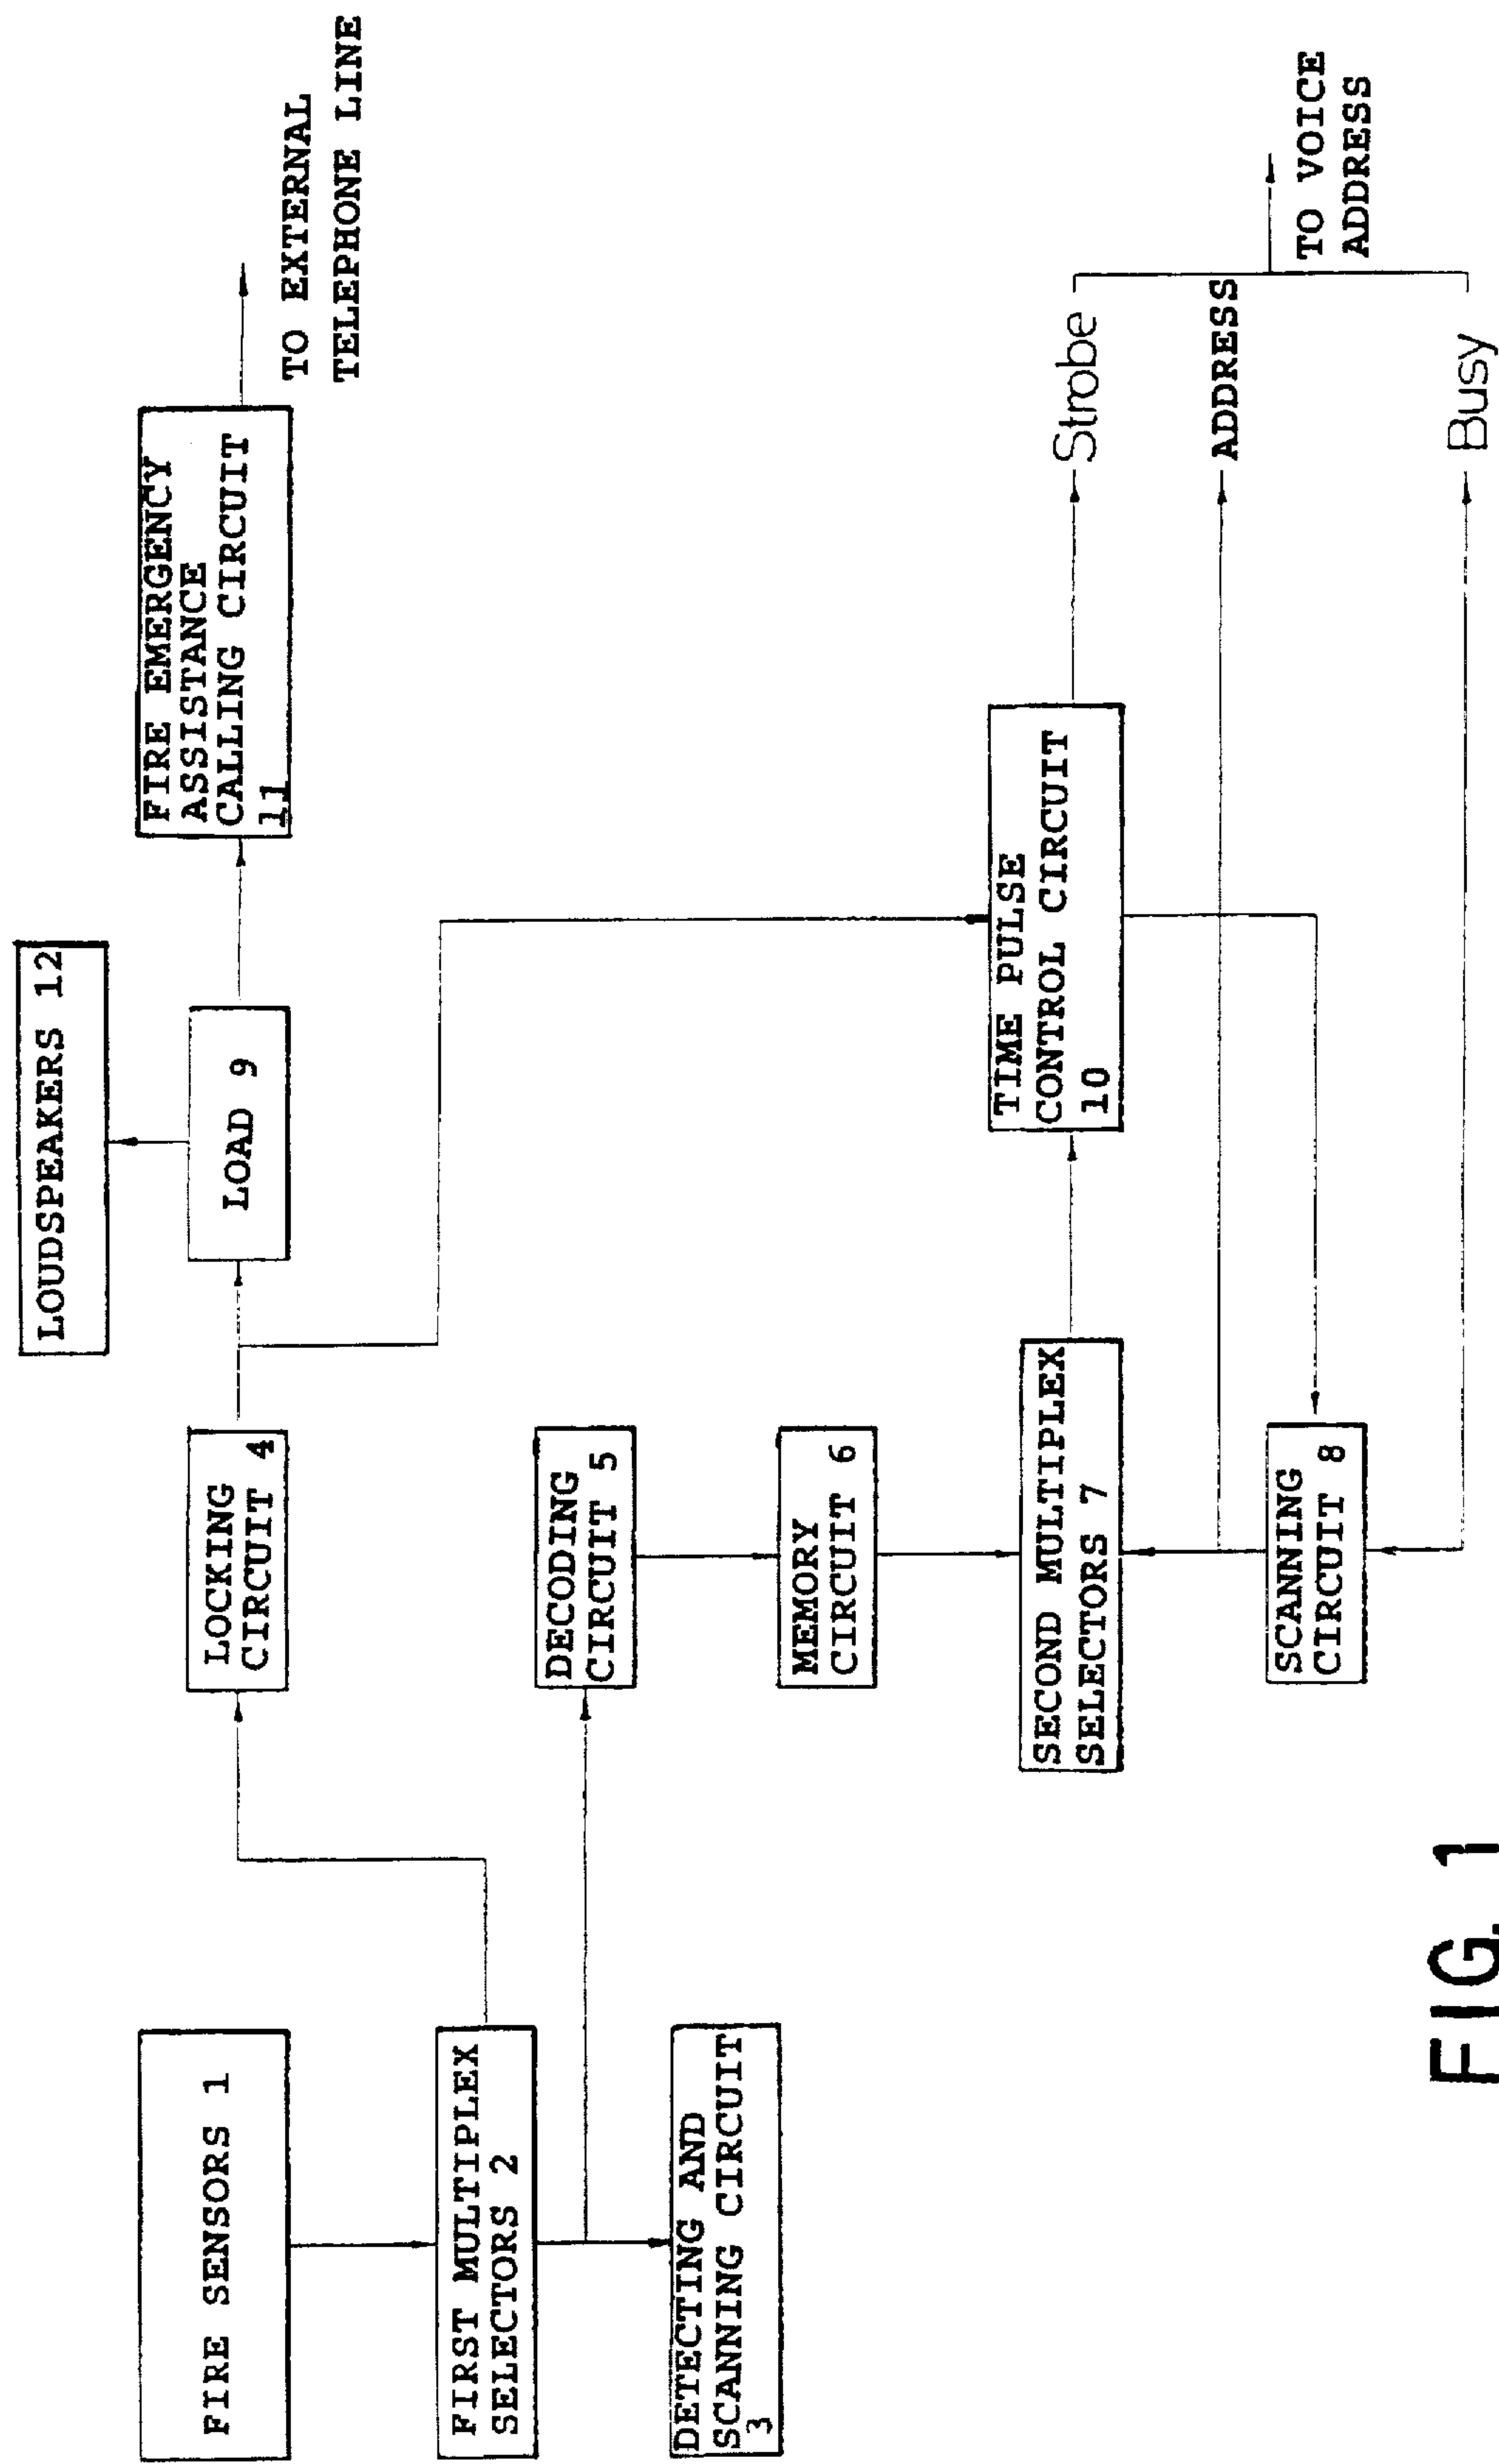 LOUDSPEAKERS 12
FIRE SENSORS 1
LOCKING
CIRCUIT 4
LOAD 9
FIRE EMERGENCY
ASSISTANCE
CALLING CIRCUIT
11
TO EXTERNAL
TELEPHONE LINE
FIRST MULTIPLEX
SELECTORS 2
DECODING
CIRCUIT 5
DETECTING AND
SCANNING CIRCUIT
3
MEMORY
CIRCUIT 6
SECOND MULTIPLEX
SELECTORS 7
TIME PULSE
CONTROL CIRCUIT
10
Strobe
ADDRESS
TO VOICE
ADDRESS
SCANNING
CIRCUIT 8
Busy
FIG. 1